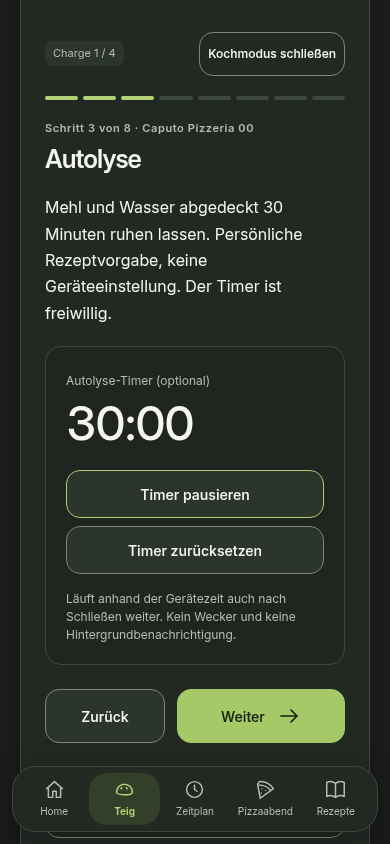 Charge 1 / 4
Kochmodus schließen
Schritt 3 von 8 · Caputo Pizzeria 00
Autolyse
Mehl und Wasser abgedeckt 30
Minuten ruhen lassen. Persönliche
Rezeptvorgabe, keine
Geräteeinstellung. Der Timer ist
freiwillig.
Autolyse-Timer (optional)
30:00
Timer pausieren
Timer zurücksetzen
Läuft anhand der Gerätezeit auch nach
Schließen weiter. Kein Wecker und keine
Hintergrundbenachrichtigung.
Zurück
Weiter
Home
Teig
Zeitplan
Pizzaabend
Rezepte